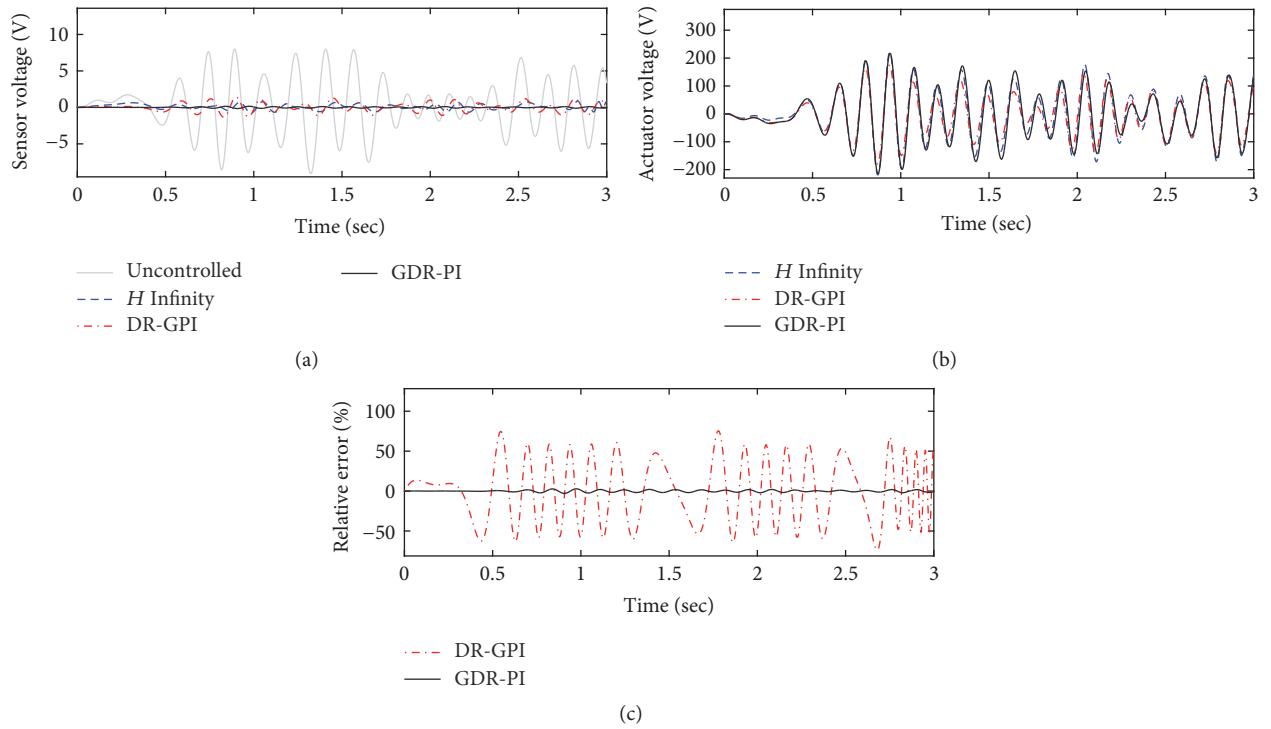 Sensor voltage (V)
10
5
0
−5
0
0.5
1
1.5
2
2.5
3
Time (sec)
Uncontrolled
H Infinity
DR-GPI
GDR-PI
(a)
Actuator voltage (V)
300
200
100
0
−100
−200
0
0.5
1
1.5
2
2.5
3
Time (sec)
H Infinity
DR-GPI
GDR-PI
(b)
Relative error (%)
100
50
0
−50
0
0.5
1
1.5
2
2.5
3
Time (sec)
DR-GPI
GDR-PI
(c)